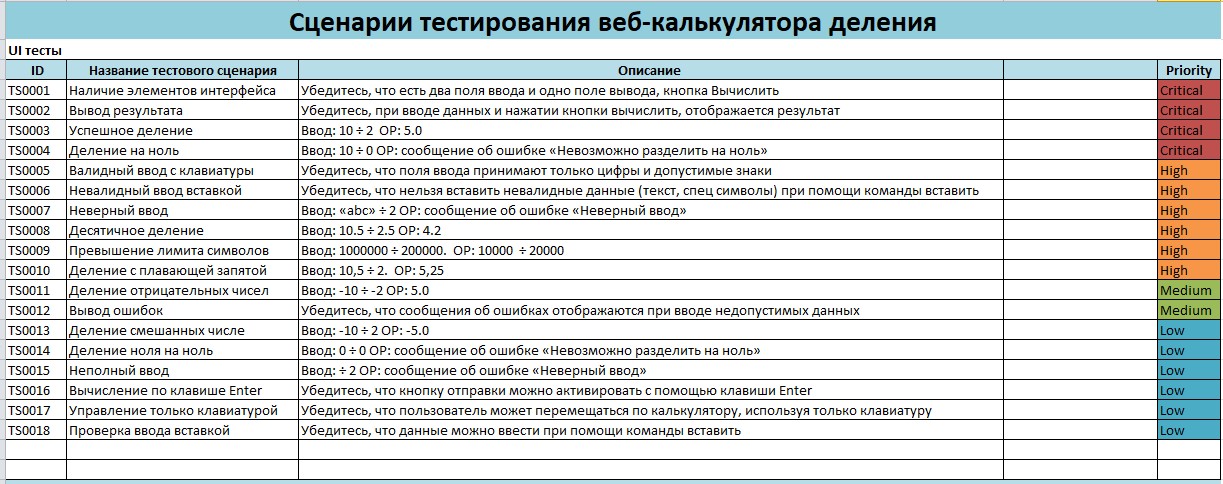 Сценарии тестирования веб-калькулятора деления
UI тесты
ID Название тестового сценария Описание Priority
TS0001 Наличие элементов интерфейса Убедитесь, что есть два поля ввода и одно поле вывода, кнопка Вычислить Critical
TS0002 Вывод результата Убедитесь, при вводе данных и нажатии кнопки вычислить, отображается результат Critical
TS0003 Успешное деление Ввод: 10 ÷ 2 ОР: 5.0 Critical
TS0004 Деление на ноль Ввод: 10 ÷ 0 ОР: сообщение об ошибке «Невозможно разделить на ноль» Critical
TS0005 Валидный ввод с клавиатуры Убедитесь, что поля ввода принимают только цифры и допустимые знаки High
TS0006 Невалидный ввод вставкой Убедитесь, что нельзя вставить невалидные данные (текст, спец символы) при помощи команды вставить High
TS0007 Неверный ввод Ввод: «abc» ÷ 2 ОР: сообщение об ошибке «Неверный ввод» High
TS0008 Десятичное деление Ввод: 10.5 ÷ 2.5 ОР: 4.2 High
TS0009 Превышение лимита символов Ввод: 1000000 ÷ 200000. ОР: 10000 ÷ 20000 High
TS0010 Деление с плавающей запятой Ввод: 10,5 ÷ 2. ОР: 5,25 High
TS0011 Деление отрицательных чисел Ввод: -10 ÷ -2 ОР: 5.0 Medium
TS0012 Вывод ошибок Убедитесь, что сообщения об ошибках отображаются при вводе недопустимых данных Medium
TS0013 Деление смешанных числе Ввод: -10 ÷ 2 ОР: -5.0 Low
TS0014 Деление ноля на ноль Ввод: 0 ÷ 0 ОР: сообщение об ошибке «Невозможно разделить на ноль» Low
TS0015 Неполный ввод Ввод: ÷ 2 ОР: сообщение об ошибке «Неверный ввод» Low
TS0016 Вычисление по клавише Enter Убедитесь, что кнопку отправки можно активировать с помощью клавиши Enter Low
TS0017 Управление только клавиатурой Убедитесь, что пользователь может перемещаться по калькулятору, используя только клавиатуру Low
TS0018 Проверка ввода вставкой Убедитесь, что данные можно ввести при помощи команды вставить Low